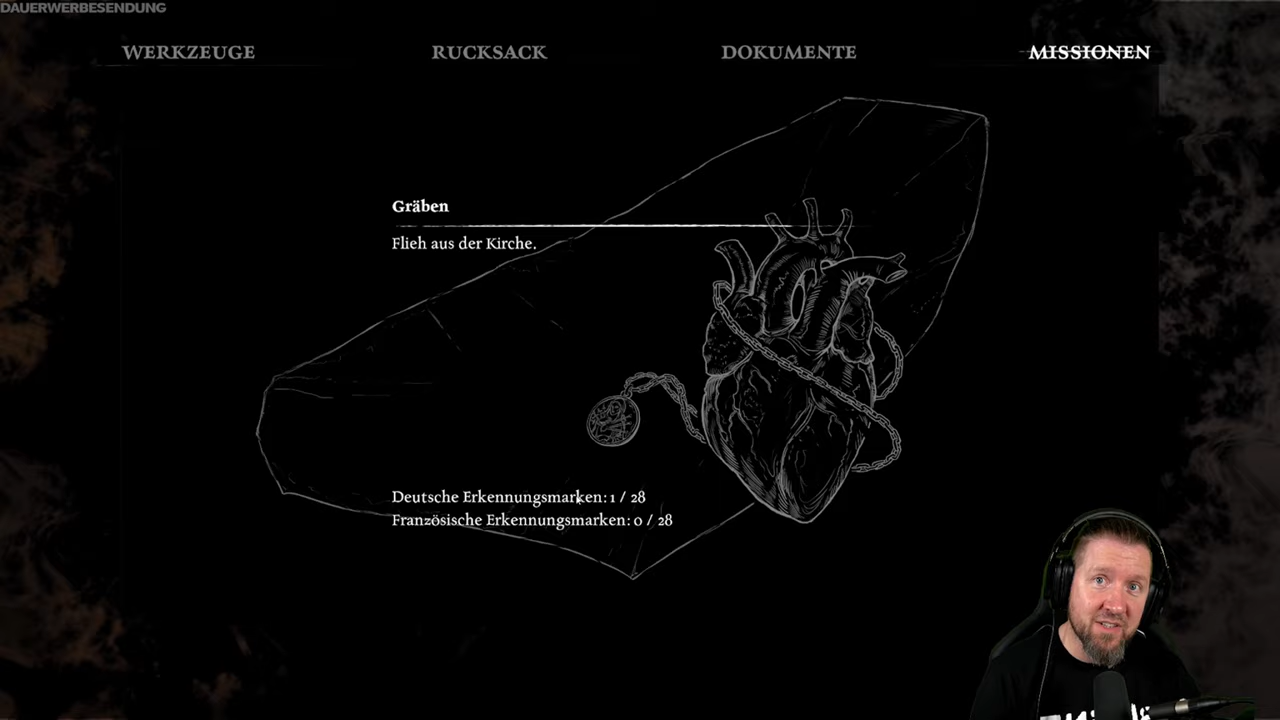 DAUERWERBESENDUNG
WERKZEUGE RUCKSACK DOKUMENTE MISSIONEN
Gräben
Flieh aus der Kirche.
Deutsche Erkennungsmarken: 1 / 28
Französische Erkennungsmarken: 0 / 28